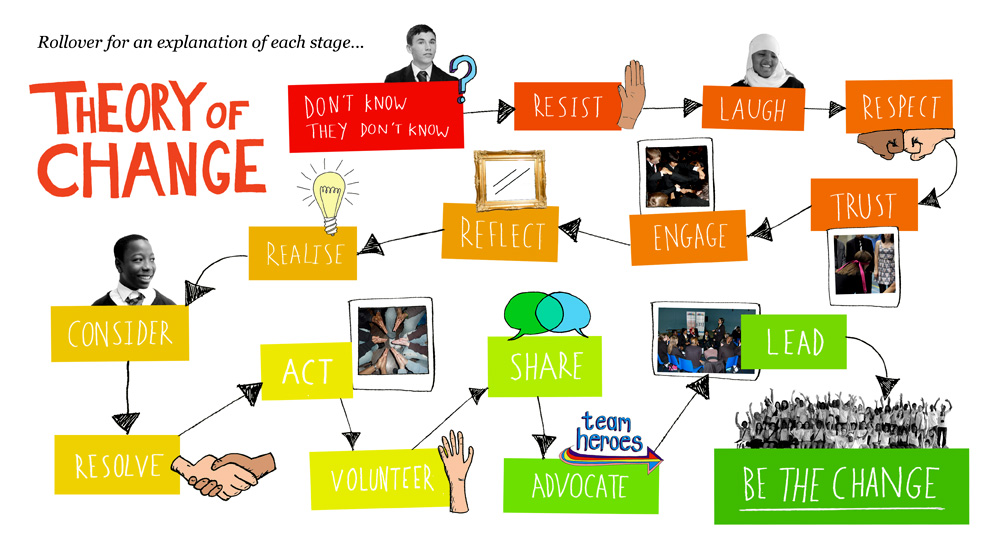 Rollover for an explanation of each stage...
THEORY OF
CHANGE
DON'T KNOW
THEY DON'T KNOW
?
RESIST
LAUGH
RESPECT
TRUST
ENGAGE
REFLECT
REALISE
CONSIDER
RESOLVE
ACT
VOLUNTEER
SHARE
ADVOCATE
team
heroes
LEAD
BE THE CHANGE